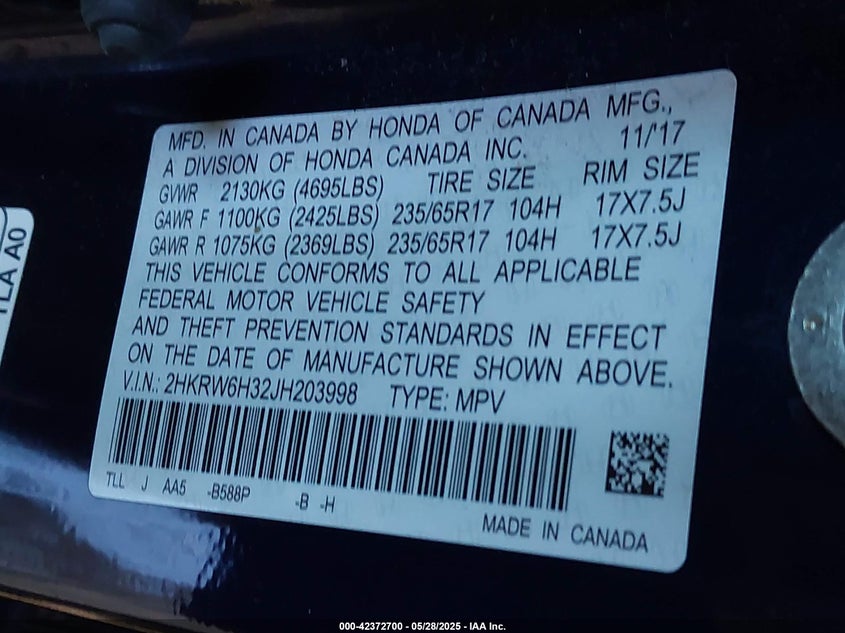 MFD. IN CANADA BY HONDA OF CANADA MFG.,
A DIVISION OF HONDA CANADA INC. 11/'17
GVWR 2130KG (4695LBS) TIRE SIZE RIM SIZE
GAWR F 1100KG (2425LBS) 235/65R17 104H 17X7.5J
GAWR R 1075KG (2369LBS) 235/65R17 104H 17X7.5J
THIS VEHICLE CONFORMS TO ALL APPLICABLE
FEDERAL MOTOR VEHICLE SAFETY
AND THEFT PREVENTION STANDARDS IN EFFECT
ON THE DATE OF MANUFACTURE SHOWN ABOVE.
V.I.N.: 2HKRW6H32JH203998 TYPE: MPV
TLL J AA5 -B588P -B -H
MADE IN CANADA
TLA A0
000-42372700 - 05/28/2025 - IAA Inc.